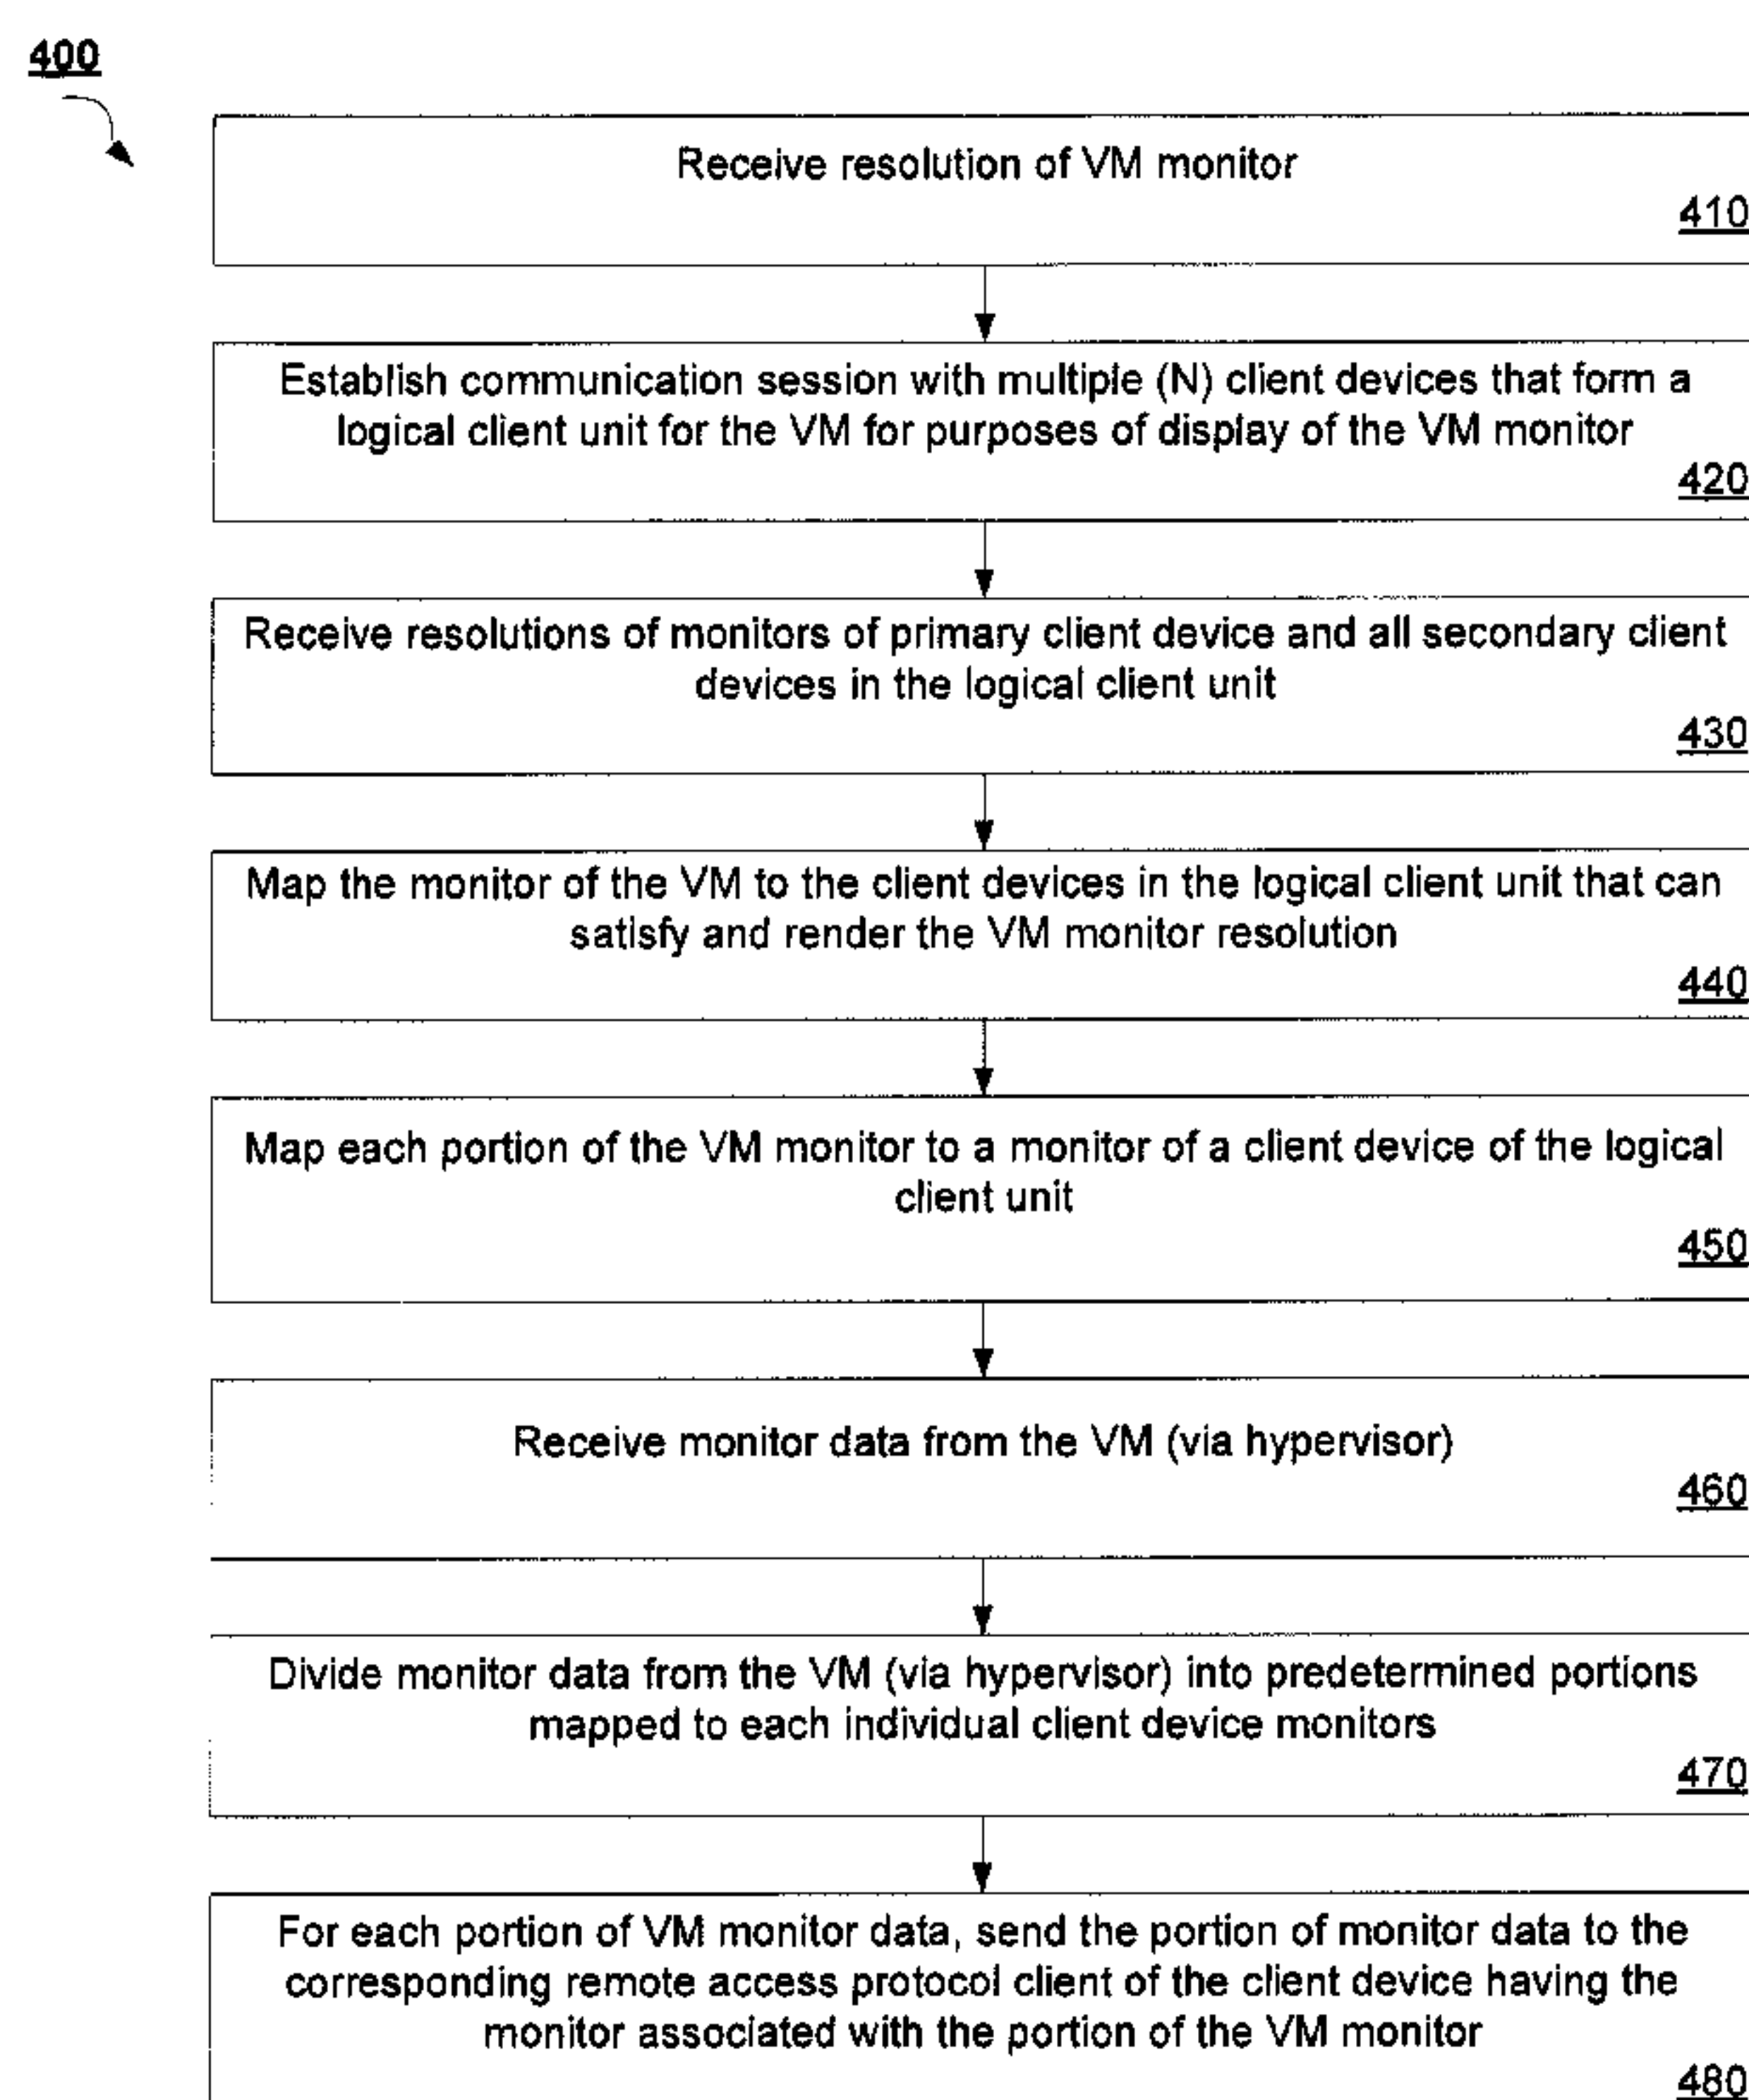 400
Receive resolution of VM monitor
410
Establish communication session with multiple (N) client devices that form a
logical client unit for the VM for purposes of display of the VM monitor
420
Receive resolutions of monitors of primary client device and all secondary client
devices in the logical client unit
430
Map the monitor of the VM to the client devices in the logical client unit that can
satisfy and render the VM monitor resolution
440
Map each portion of the VM monitor to a monitor of a client device of the logical
client unit
450
Receive monitor data from the VM (via hypervisor)
460
Divide monitor data from the VM (via hypervisor) into predetermined portions
mapped to each individual client device monitors
470
For each portion of VM monitor data, send the portion of monitor data to the
corresponding remote access protocol client of the client device having the
monitor associated with the portion of the VM monitor
480